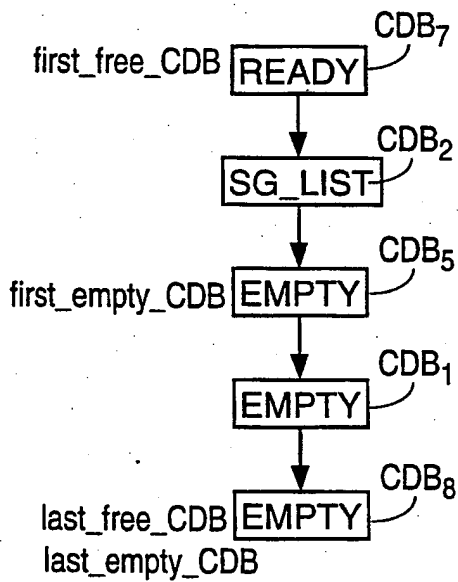 CDB7
first_free_CDB READY
CDB2
SG_LIST
CDB5
first_empty_CDB EMPTY
CDB1
EMPTY
CDB8
last_free_CDB EMPTY
last_empty_CDB